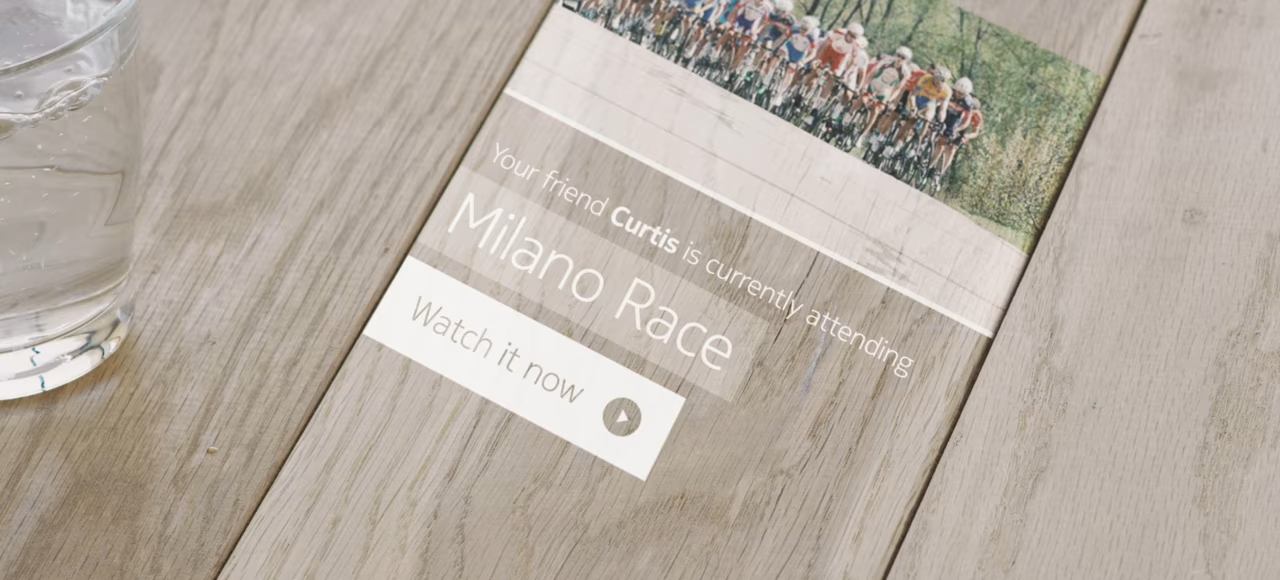 Your friend Curtis is currently attending
Milano Race
Watch it now